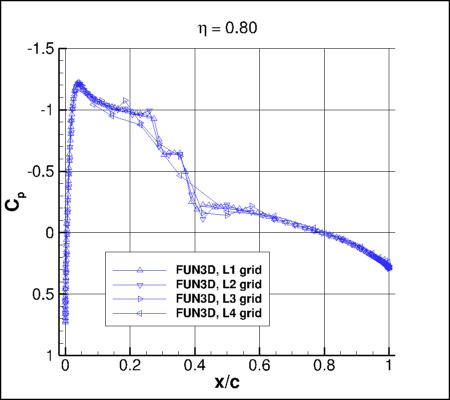 η = 0.80
-1.5
-1
-0.5
0
0.5
1
Cp
FUN3D, L1 grid
FUN3D, L2 grid
FUN3D, L3 grid
FUN3D, L4 grid
0 0.2 0.4 0.6 0.8 1
x/c